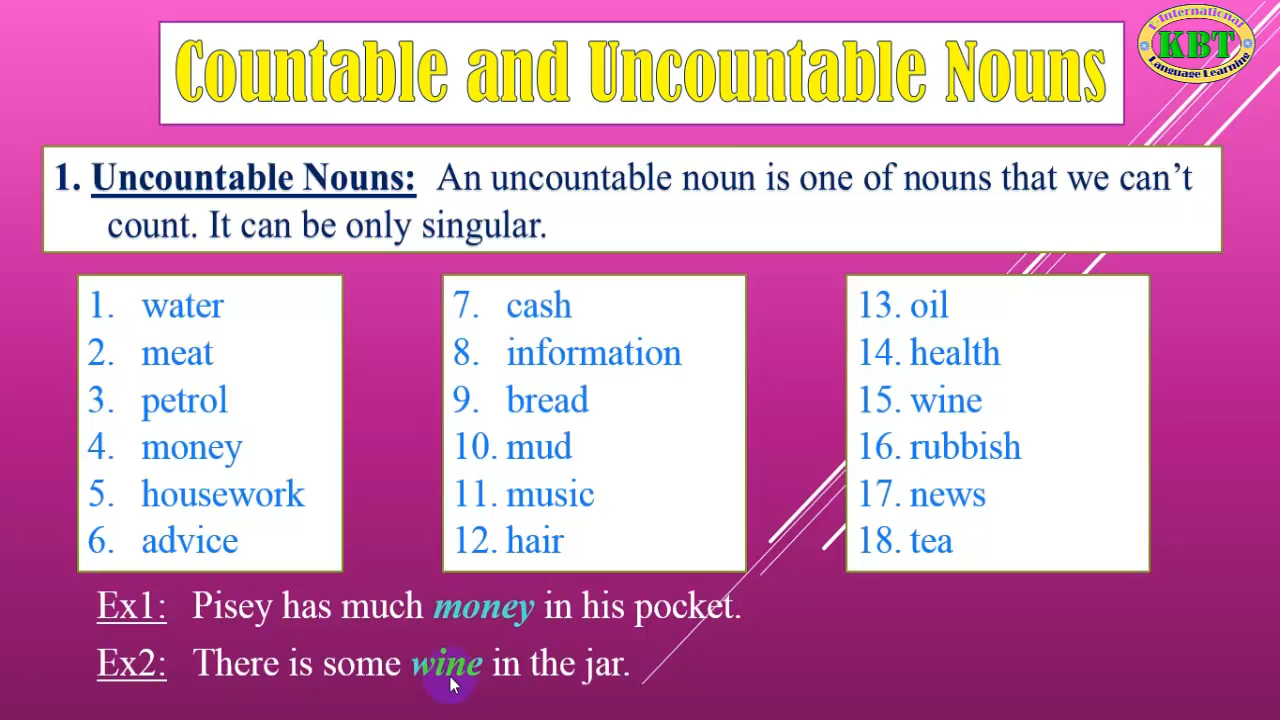 Countable and Uncountable Nouns
E-International
KBT
Language Learning
1. Uncountable Nouns: An uncountable noun is one of nouns that we can't
count. It can be only singular.
1. water
2. meat
3. petrol
4. money
5. housework
6. advice
7. cash
8. information
9. bread
10. mud
11. music
12. hair
13. oil
14. health
15. wine
16. rubbish
17. news
18. tea
Ex1: Pisey has much money in his pocket.
Ex2: There is some wine in the jar.